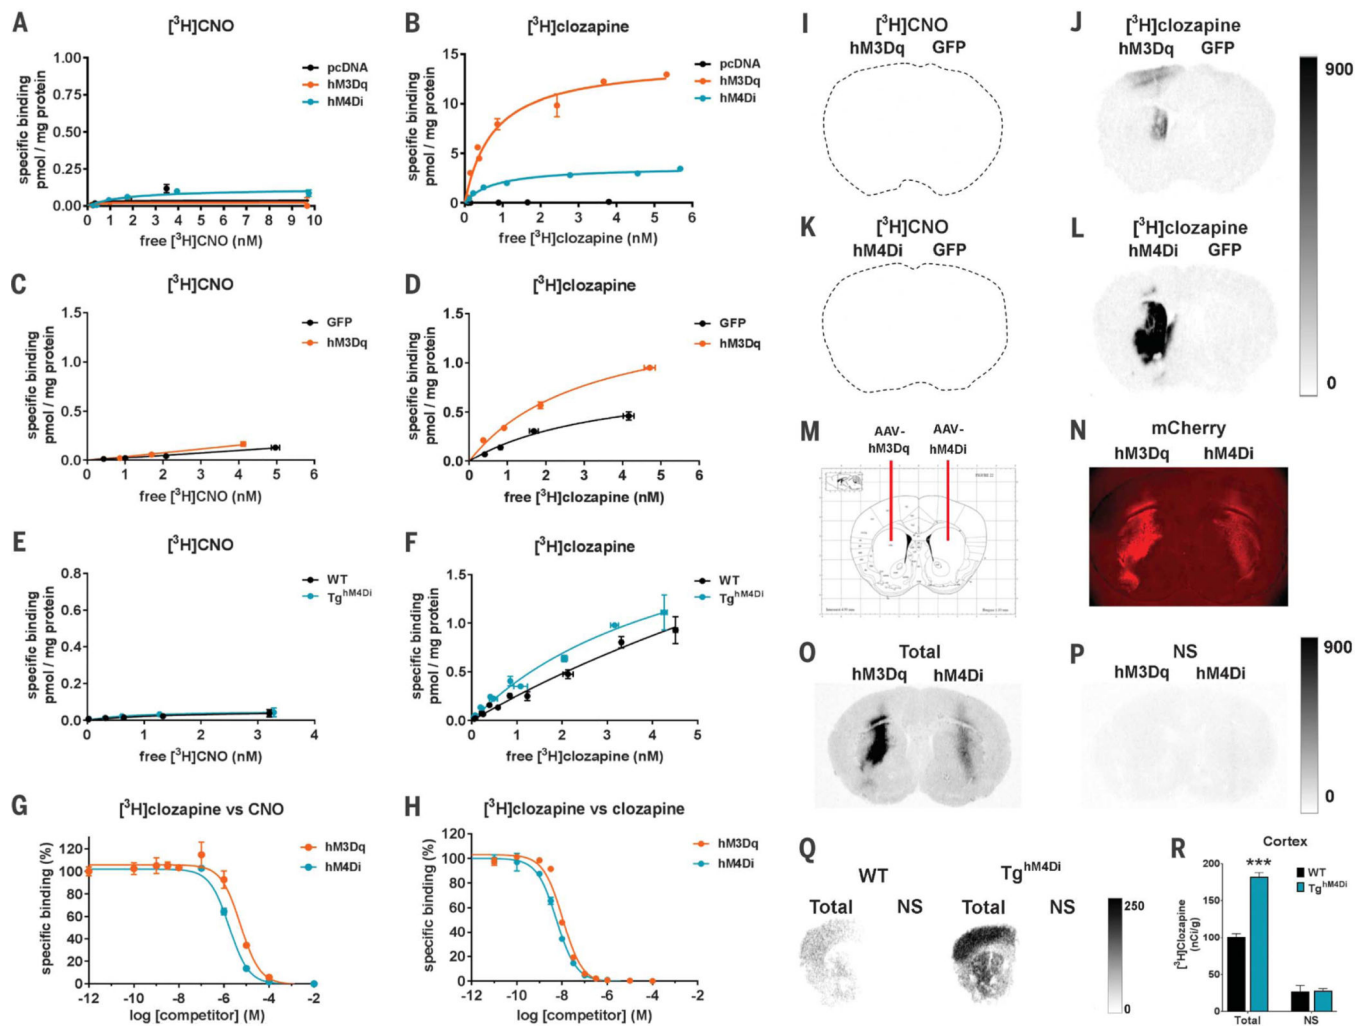 A
[³H]CNO
specific binding
pmol / mg protein
1.00
0.75
0.50
0.25
0.00
0 1 2 3 4 5 6 7 8 9 10
free [³H]CNO (nM)
pcDNA
hM3Dq
hM4Di
B
[³H]clozapine
specific binding
pmol / mg protein
15
10
5
0
0 1 2 3 4 5 6
free [³H]clozapine (nM)
pcDNA
hM3Dq
hM4Di
C
[³H]CNO
specific binding
pmol / mg protein
1.5
1.0
0.5
0.0
0 1 2 3 4 5 6
free [³H]CNO (nM)
GFP
hM3Dq
D
[³H]clozapine
specific binding
pmol / mg protein
1.5
1.0
0.5
0.0
0 1 2 3 4 5 6
free [³H]clozapine (nM)
GFP
hM3Dq
E
[³H]CNO
specific binding
pmol / mg protein
0.8
0.6
0.4
0.2
0.0
0 1 2 3 4
free [³H]CNO (nM)
WT
Tg^hM4Di
F
[³H]clozapine
specific binding
pmol / mg protein
1.5
1.0
0.5
0.0
0 1 2 3 4 5
free [³H]clozapine (nM)
WT
Tg^hM4Di
G
[³H]clozapine vs CNO
specific binding (%)
120
100
80
60
40
20
0
-12 -10 -8 -6 -4 -2
log [competitor] (M)
hM3Dq
hM4Di
H
[³H]clozapine vs clozapine
specific binding (%)
120
100
80
60
40
20
0
-12 -10 -8 -6 -4 -2
log [competitor] (M)
hM3Dq
hM4Di
I
[³H]CNO
hM3Dq GFP
J
[³H]clozapine
hM3Dq GFP
900
0
K
[³H]CNO
hM4Di GFP
L
[³H]clozapine
hM4Di GFP
M
AAV-
hM3Dq
AAV-
hM4Di
N
mCherry
hM3Dq hM4Di
O
Total
hM3Dq hM4Di
P
NS
hM3Dq hM4Di
900
0
Q
WT Tg^hM4Di
Total NS Total NS
250
0
R
Cortex
[³H]Clozapine
(nCi/g)
200
150
100
50
0
***
WT
Tg^hM4Di
Total NS